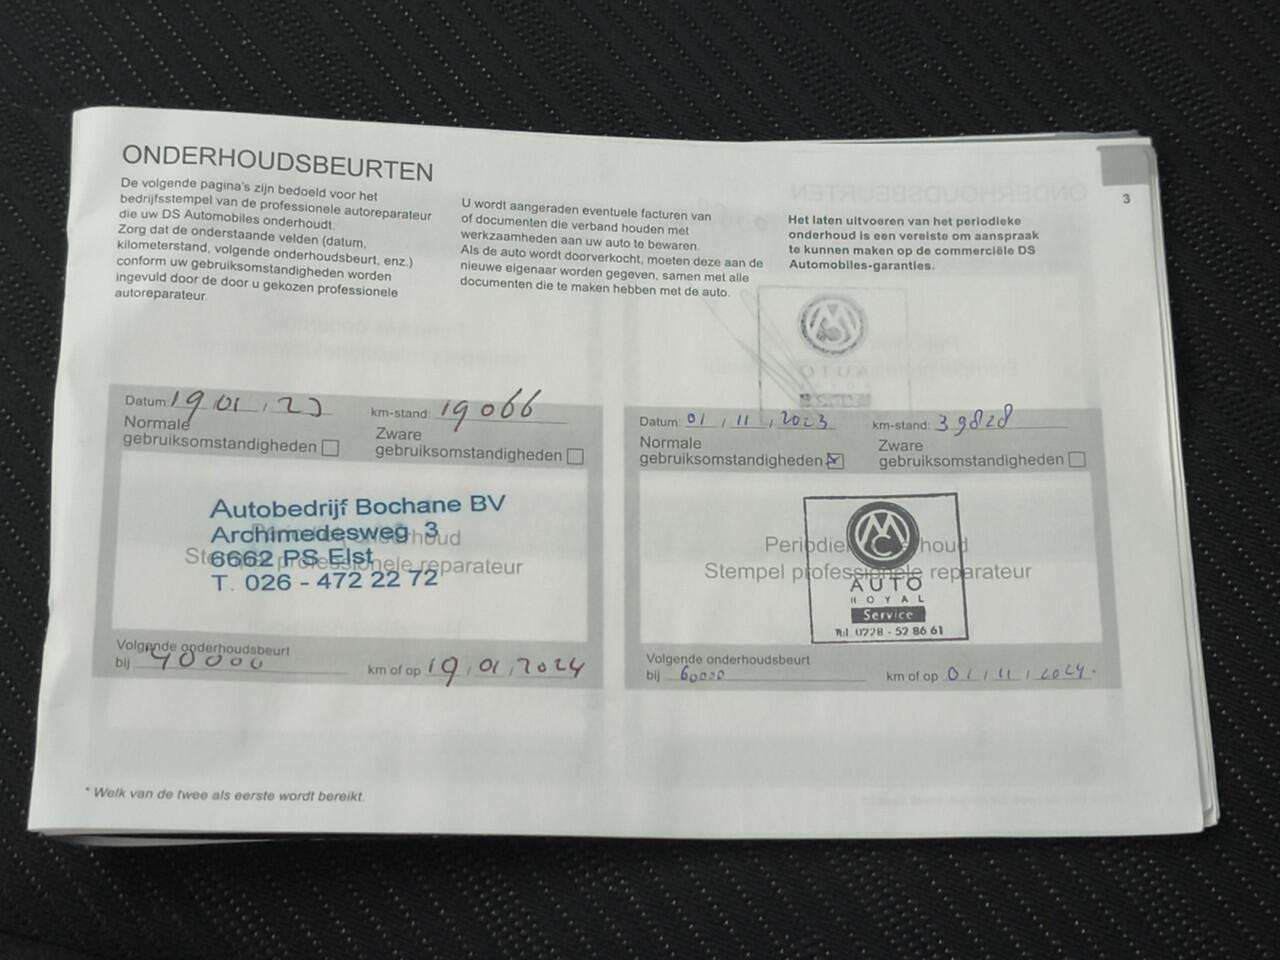 3
ONDERHOUDSBEURTEN
De volgende pagina's zijn bedoeld voor het
bedrijfsstempel van de professionele autoreparateur
die uw DS Automobiles onderhoudt.
Zorg dat de onderstaande velden (datum,
kilometerstand, volgende onderhoudsbeurt, enz.)
conform uw gebruiksomstandigheden worden
ingevuld door de door u gekozen professionele
autoreparateur.
U wordt aangeraden eventuele facturen van
of documenten die verband houden met
werkzaamheden aan uw auto te bewaren.
Als de auto wordt doorverkocht, moeten deze aan de
nieuwe eigenaar worden gegeven, samen met alle
documenten die te maken hebben met de auto.
Het laten uitvoeren van het periodieke
onderhoud is een vereiste om aanspraak
te kunnen maken op de commerciële DS
Automobiles-garanties.
Datum: 19, 01, 23 km-stand: 19066
Normale
gebruiksomstandigheden
Zware
gebruiksomstandigheden
Autobedrijf Bochane BV
Archimedesweg 3
6662 PS Elst
T. 026 - 472 22 72
Periodiek onderhoud
Stempel professionele reparateur
Volgende onderhoudsbeurt
bij 40000 km of op 19, 01, 2024
Datum: 01, 11, 2023 km-stand: 39828
Normale
gebruiksomstandigheden
Zware
gebruiksomstandigheden
Periodiek onderhoud
Stempel professionele reparateur
MC
AUTO
ROYAL
Service
Tel. 0228 - 52 86 61
Volgende onderhoudsbeurt
bij 60000 km of op 01, 11, 2024.
* Welk van de twee als eerste wordt bereikt.